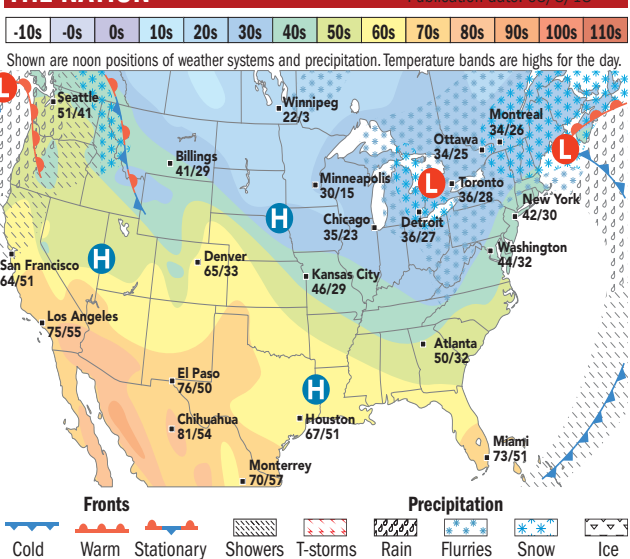 THE NATION
-10s -0s 0s 10s 20s 30s 40s 50s 60s 70s 80s 90s 100s 110s
Shown are noon positions of weather systems and precipitation. Temperature bands are highs for the day.
L
Seattle
51/41
Winnipeg
22/3
Montreal
34/26
Ottawa
34/25
L
Billings
41/29
Minneapolis
30/15
L
Toronto
36/28
New York
42/30
Chicago
35/23
Detroit
36/27
H
Washington
44/32
San Francisco
64/51
H
Denver
65/33
Kansas City
46/29
Los Angeles
75/55
Atlanta
50/32
El Paso
76/50
H
Chihuahua
81/54
Houston
67/51
Miami
73/51
Monterrey
70/57
Fronts
Precipitation
Cold Warm Stationary Showers T-storms Rain Flurries Snow Ice